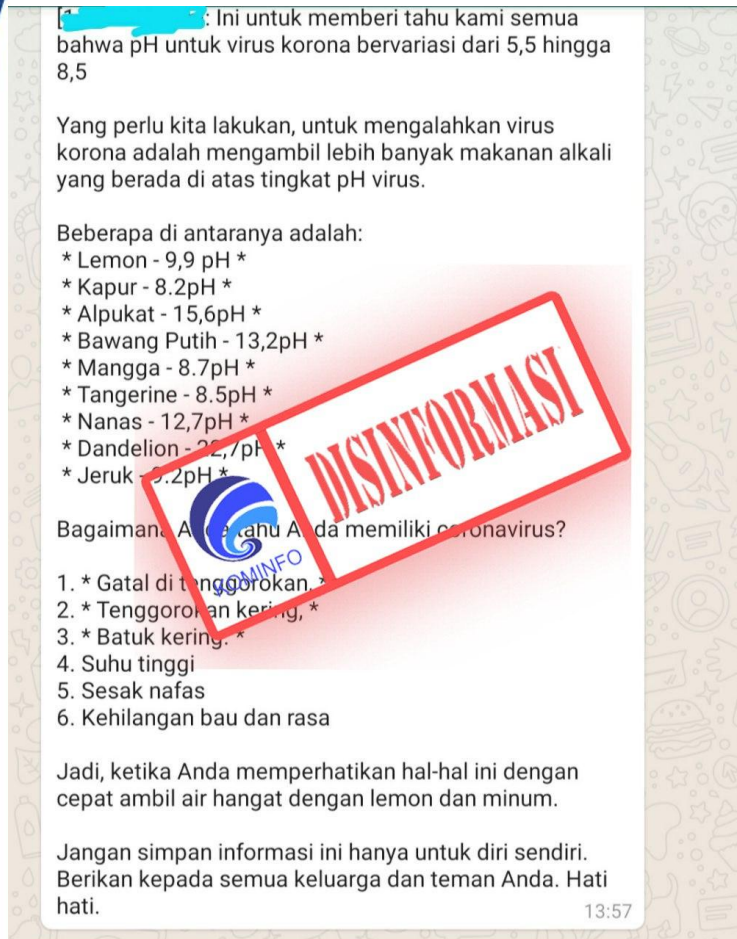 : Ini untuk memberi tahu kami semua
bahwa pH untuk virus korona bervariasi dari 5,5 hingga
8,5
Yang perlu kita lakukan, untuk mengalahkan virus
korona adalah mengambil lebih banyak makanan alkali
yang berada di atas tingkat pH virus.
Beberapa di antaranya adalah:
* Lemon - 9,9 pH *
* Kapur - 8.2pH *
* Alpukat - 15,6pH *
* Bawang Putih - 13,2pH *
* Mangga - 8.7pH *
* Tangerine - 8.5pH *
* Nanas - 12,7pH *
* Dandelion - *
* Jeruk - *
DISINFORMASI
KOMINFO
Bagaimana tahu Anda memiliki coronavirus?
1. * Gatal di tenggorokan, *
2. * Tenggorokan kering, *
3. * Batuk kering. *
4. Suhu tinggi
5. Sesak nafas
6. Kehilangan bau dan rasa
Jadi, ketika Anda memperhatikan hal-hal ini dengan
cepat ambil air hangat dengan lemon dan minum.
Jangan simpan informasi ini hanya untuk diri sendiri.
Berikan kepada semua keluarga dan teman Anda. Hati
hati.
13:57